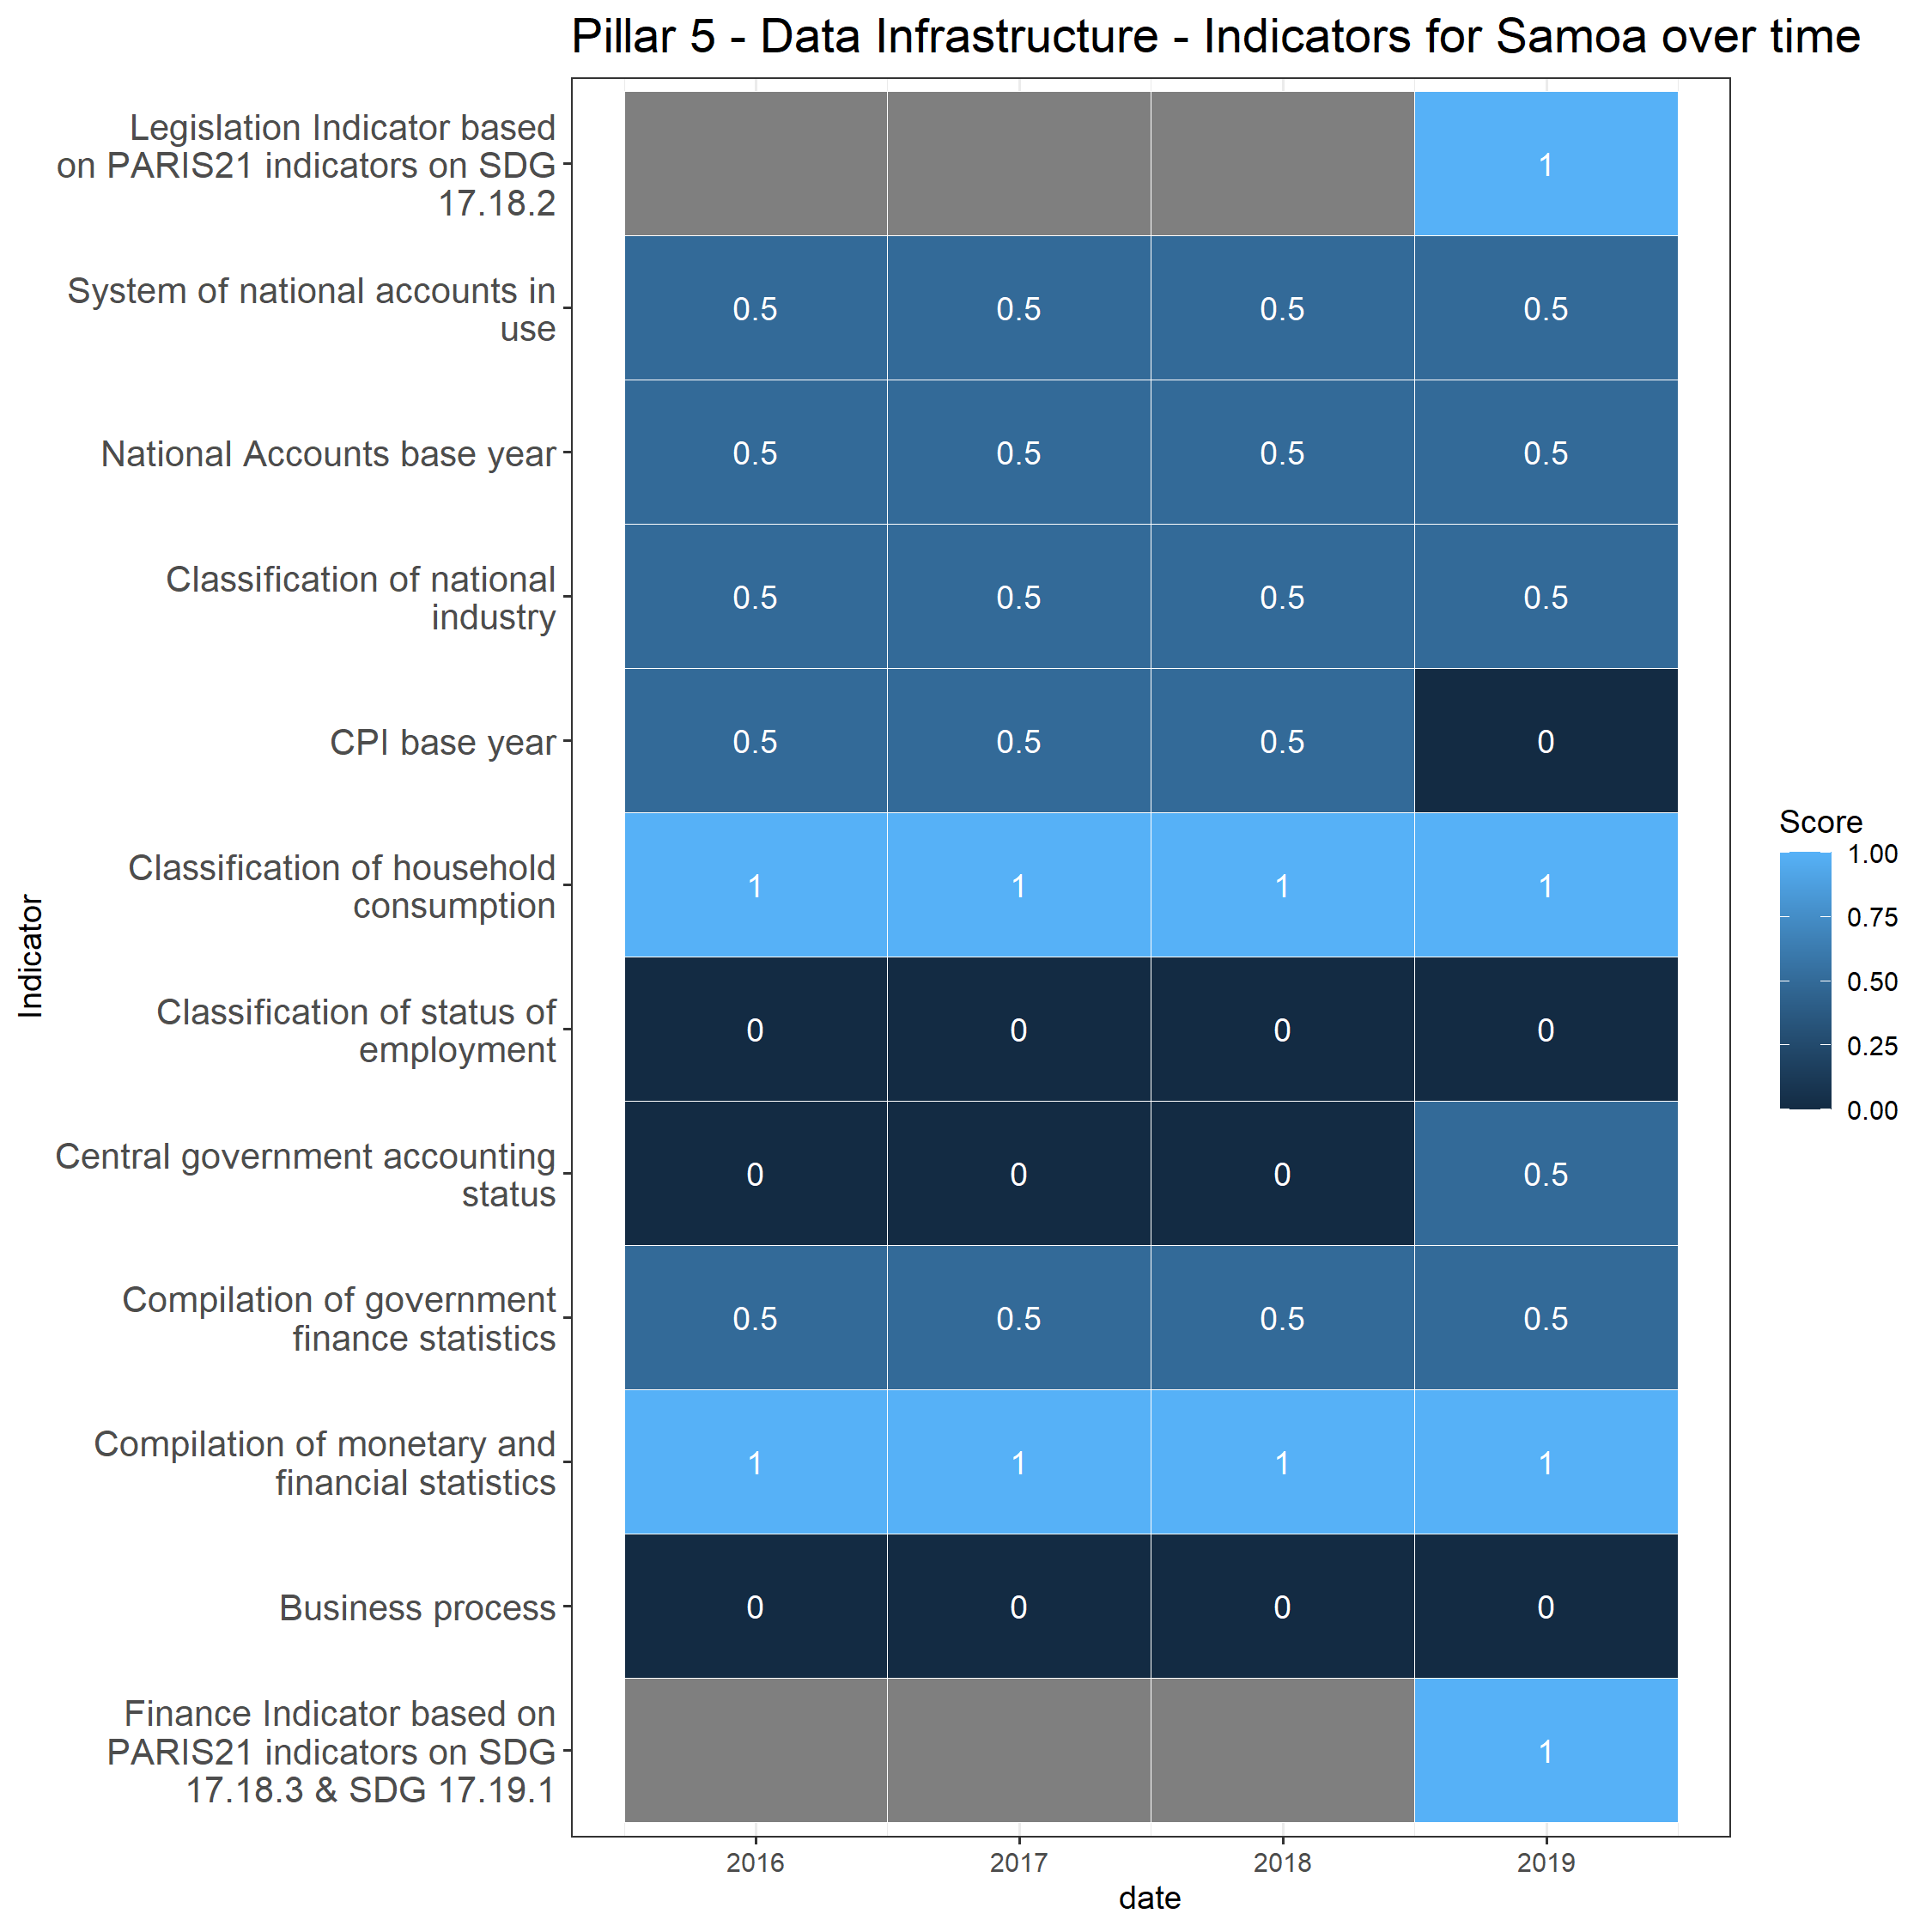 Pillar 5 - Data Infrastructure - Indicators for Samoa over time
Indicator
Legislation Indicator based
on PARIS21 indicators on SDG
17.18.2
1
System of national accounts in
use
0.5 0.5 0.5 0.5
National Accounts base year
0.5 0.5 0.5 0.5
Classification of national
industry
0.5 0.5 0.5 0.5
CPI base year
0.5 0.5 0.5 0
Classification of household
consumption
1 1 1 1
Classification of status of
employment
0 0 0 0
Central government accounting
status
0 0 0 0.5
Compilation of government
finance statistics
0.5 0.5 0.5 0.5
Compilation of monetary and
financial statistics
1 1 1 1
Business process
0 0 0 0
Finance Indicator based on
PARIS21 indicators on SDG
17.18.3 & SDG 17.19.1
1
2016 2017 2018 2019
date
Score
1.00
0.75
0.50
0.25
0.00